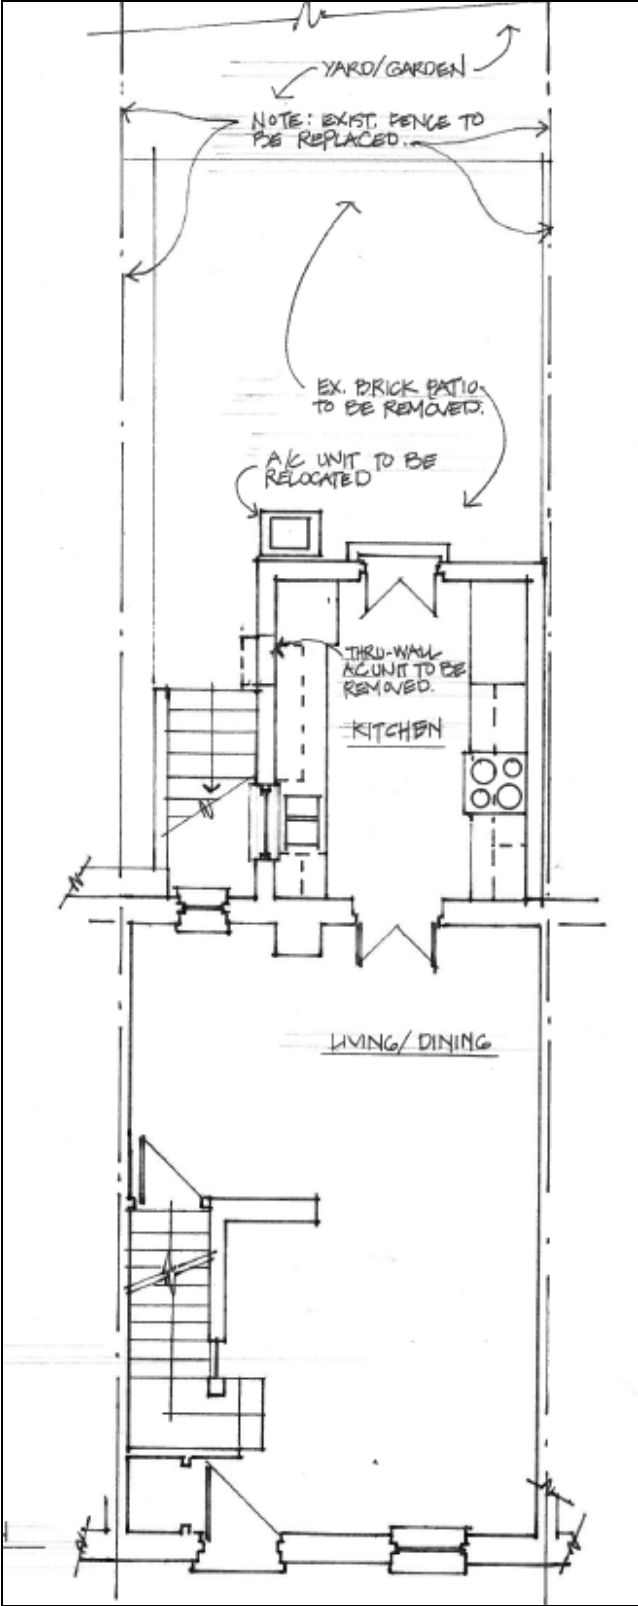 YARD/GARDEN
NOTE: EXIST. FENCE TO
BE REPLACED.
EX. BRICK PATIO
TO BE REMOVED.
A/C UNIT TO BE
RELOCATED
THRU-WALL
AC UNIT TO BE
REMOVED.
KITCHEN
LIVING/DINING